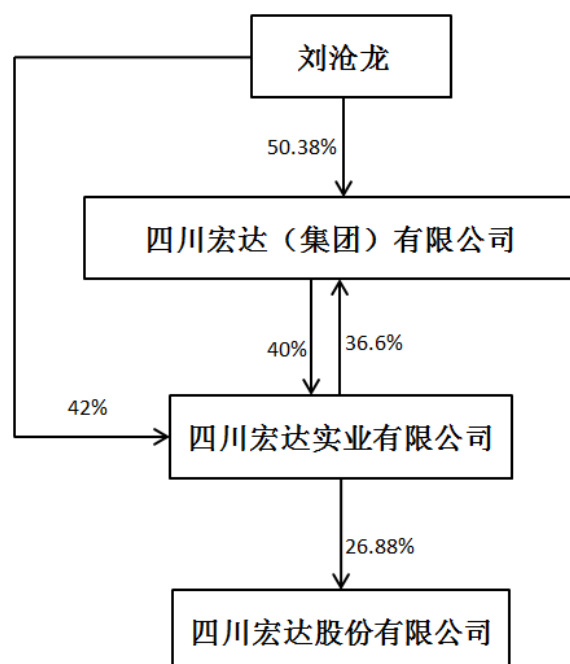 刘沧龙
50.38%
四川宏达（集团）有限公司
40%
36.6%
42%
四川宏达实业有限公司
26.88%
四川宏达股份有限公司